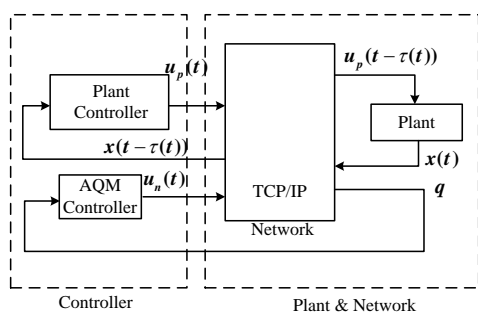 u_p(t)
Plant
Controller
x(t − τ(t))
AQM
Controller
u_n(t)
TCP/IP
Network
u_p(t − τ(t))
Plant
x(t)
q
Controller
Plant & Network